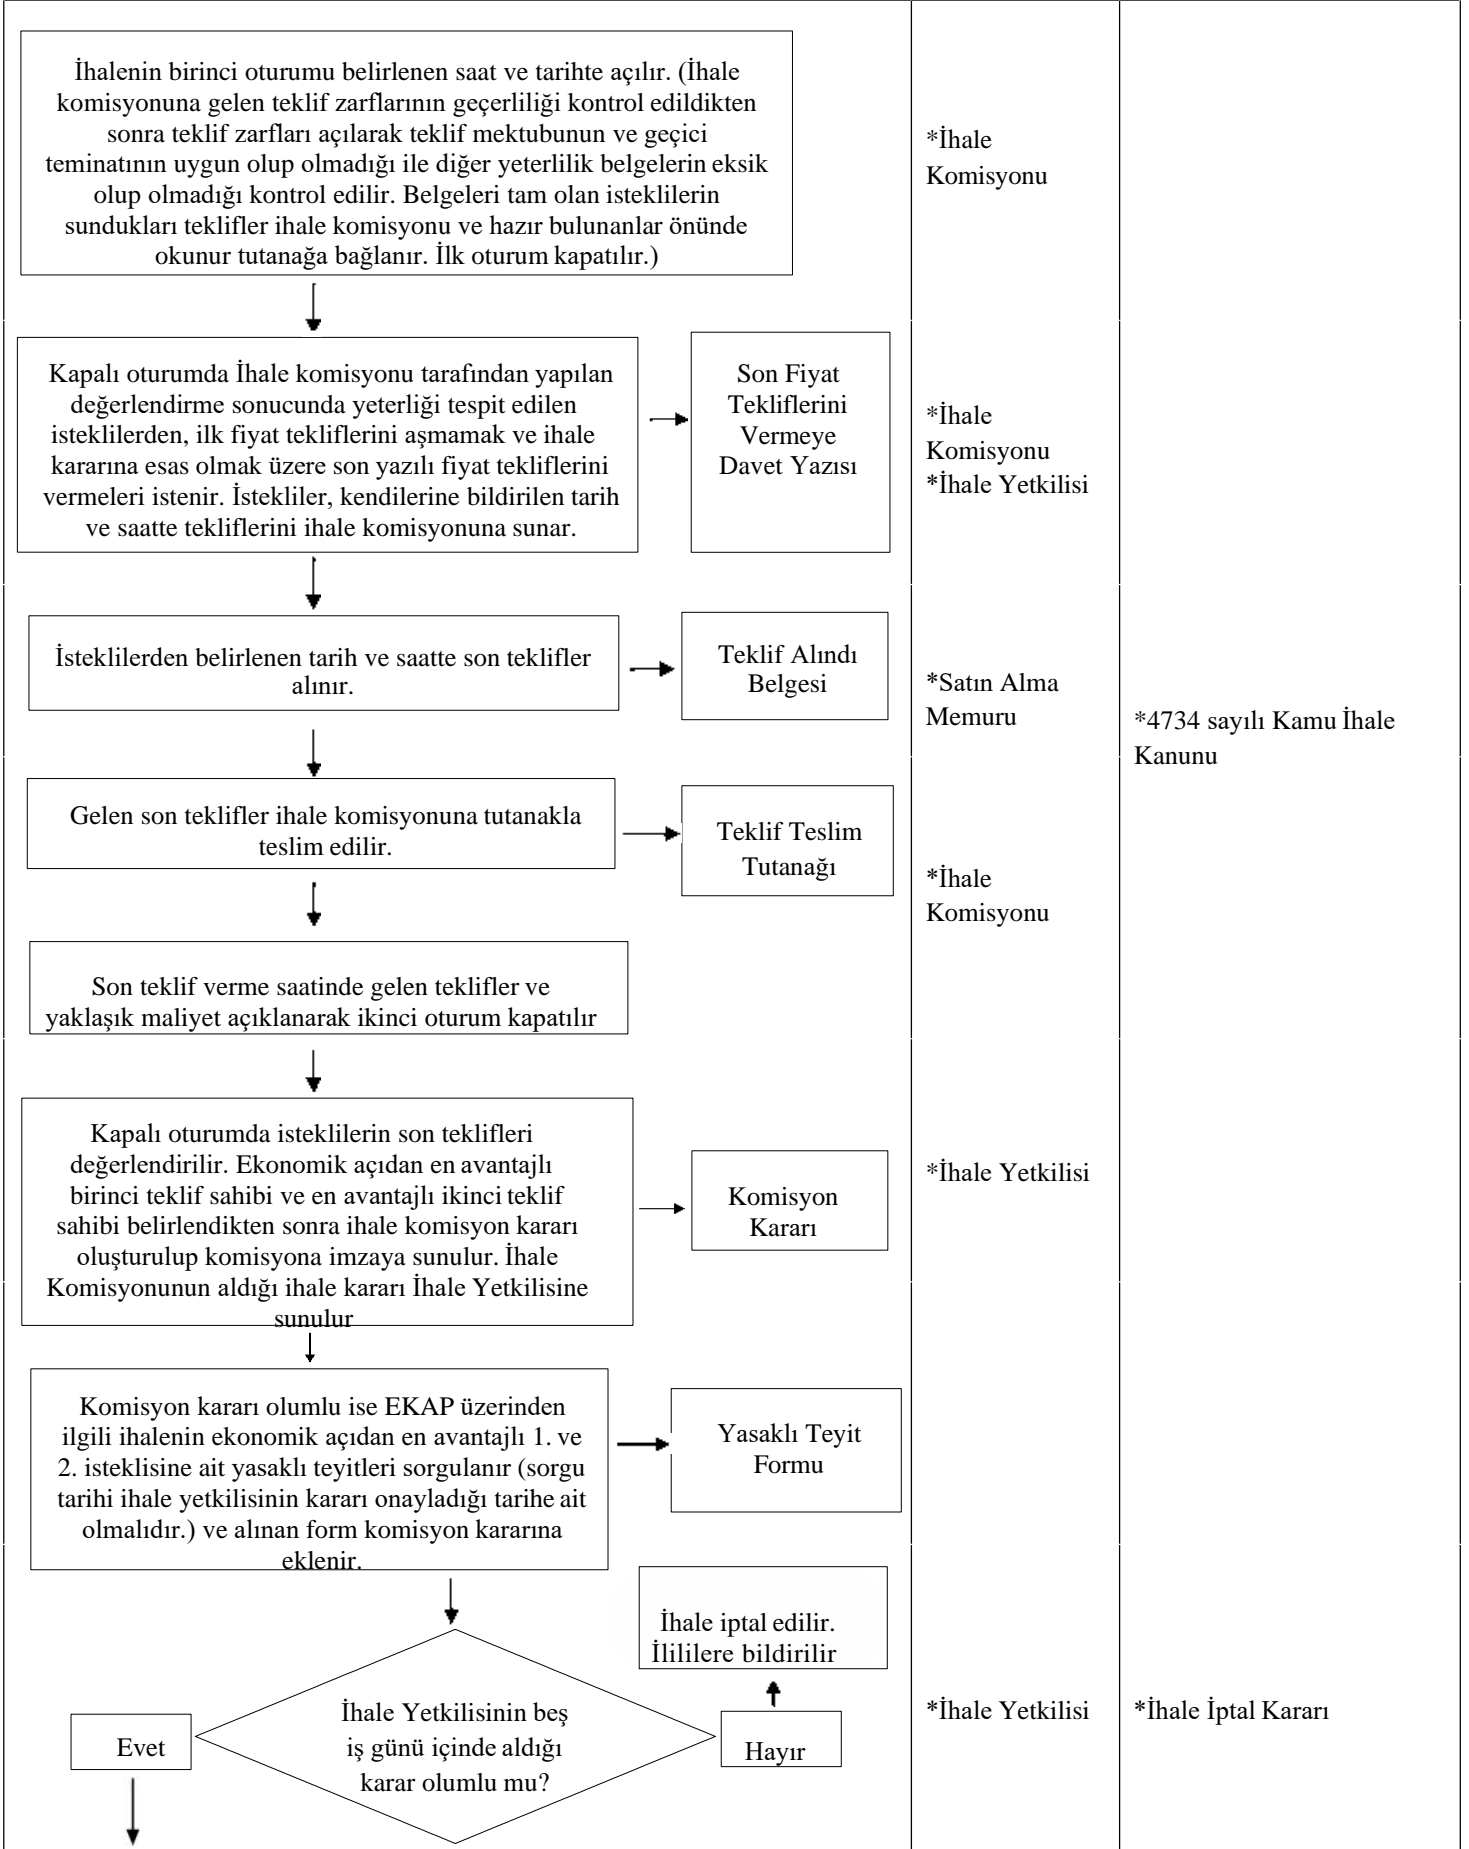 İhalenin birinci oturumu belirlenen saat ve tarihte açılır. (İhale
komisyonuna gelen teklif zarflarının geçerliliği kontrol edildikten
sonra teklif zarfları açılarak teklif mektubunun ve geçici
teminatının uygun olup olmadığı ile diğer yeterlilik belgelerin eksik
olup olmadığı kontrol edilir. Belgeleri tam olan isteklilerin
sundukları teklifler ihale komisyonu ve hazır bulunanlar önünde
okunur tutanağa bağlanır. İlk oturum kapatılır.)
*İhale
Komisyonu
Kapalı oturumda İhale komisyonu tarafından yapılan
değerlendirme sonucunda yeterliği tespit edilen
isteklilerden, ilk fiyat tekliflerini aşmamak ve ihale
kararına esas olmak üzere son yazılı fiyat tekliflerini
vermeleri istenir. İstekliler, kendilerine bildirilen tarih
ve saatte tekliflerini ihale komisyonuna sunar.
Son Fiyat
Tekliflerini
Vermeye
Davet Yazısı
*İhale
Komisyonu
*İhale Yetkilisi
İsteklilerden belirlenen tarih ve saatte son teklifler
alınır.
Teklif Alındı
Belgesi
*Satın Alma
Memuru
*4734 sayılı Kamu İhale
Kanunu
Gelen son teklifler ihale komisyonuna tutanakla
teslim edilir.
Teklif Teslim
Tutanağı
*İhale
Komisyonu
Son teklif verme saatinde gelen teklifler ve
yaklaşık maliyet açıklanarak ikinci oturum kapatılır
Kapalı oturumda isteklilerin son teklifleri
değerlendirilir. Ekonomik açıdan en avantajlı
birinci teklif sahibi ve en avantajlı ikinci teklif
sahibi belirlendikten sonra ihale komisyon kararı
oluşturulup komisyona imzaya sunulur. İhale
Komisyonunun aldığı ihale kararı İhale Yetkilisine
sunulur
Komisyon
Kararı
*İhale Yetkilisi
Komisyon kararı olumlu ise EKAP üzerinden
ilgili ihalenin ekonomik açıdan en avantajlı 1. ve
2. isteklisine ait yasaklı teyitleri sorgulanır (sorgu
tarihi ihale yetkilisinin kararı onayladığı tarihe ait
olmalıdır.) ve alınan form komisyon kararına
eklenir.
Yasaklı Teyit
Formu
İhale iptal edilir.
İlililere bildirilir
İhale Yetkilisinin beş
iş günü içinde aldığı
karar olumlu mu?
Evet
Hayır
*İhale Yetkilisi
*İhale İptal Kararı